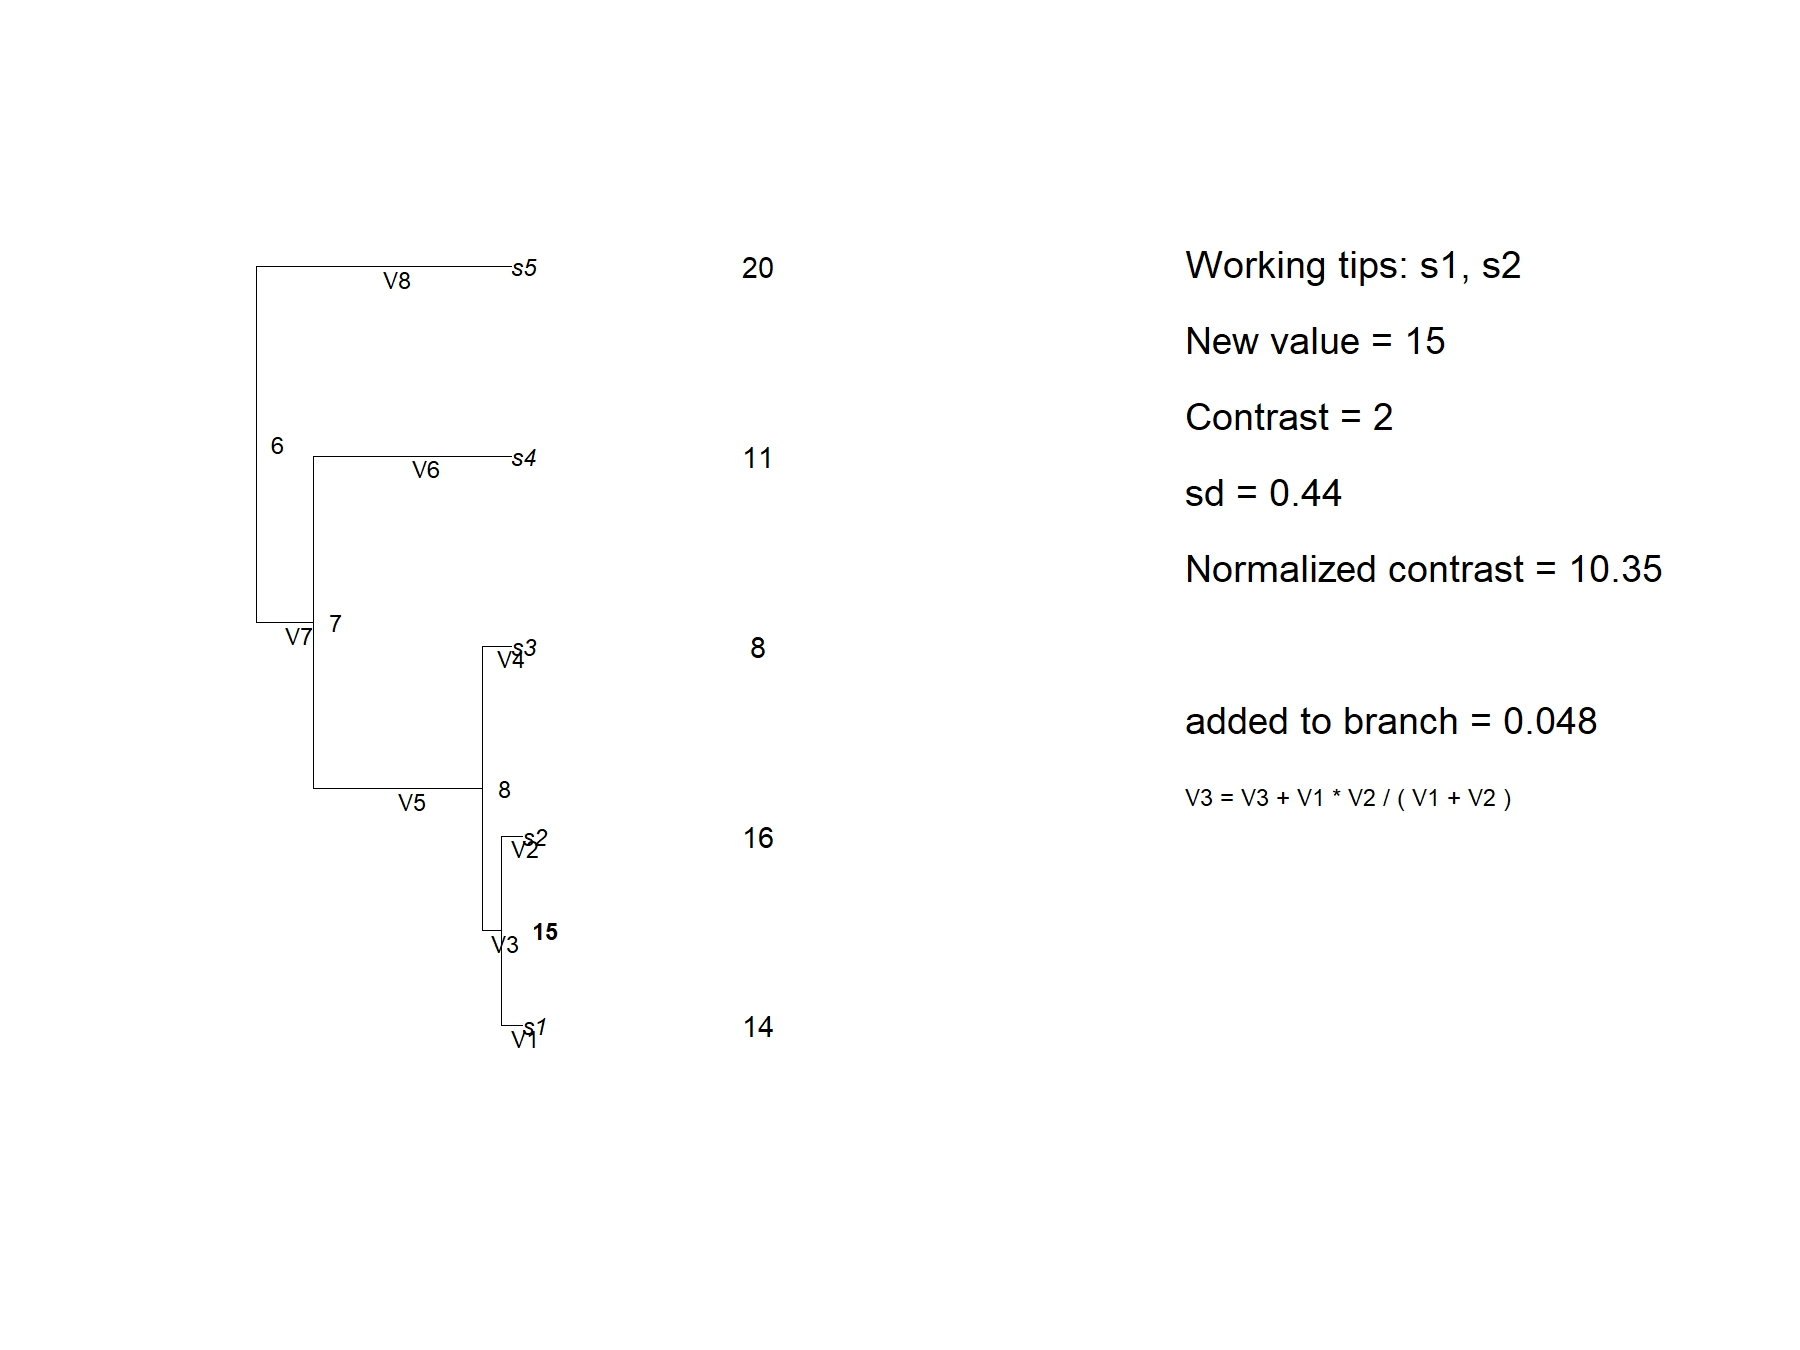 s5
V8
20
6
s4
V6
11
V7
7
s3
V4
8
V5
8
s2
V2
16
V3
15
s1
V1
14
Working tips: s1, s2
New value = 15
Contrast = 2
sd = 0.44
Normalized contrast = 10.35
added to branch = 0.048
V3 = V3 + V1 * V2 / ( V1 + V2 )